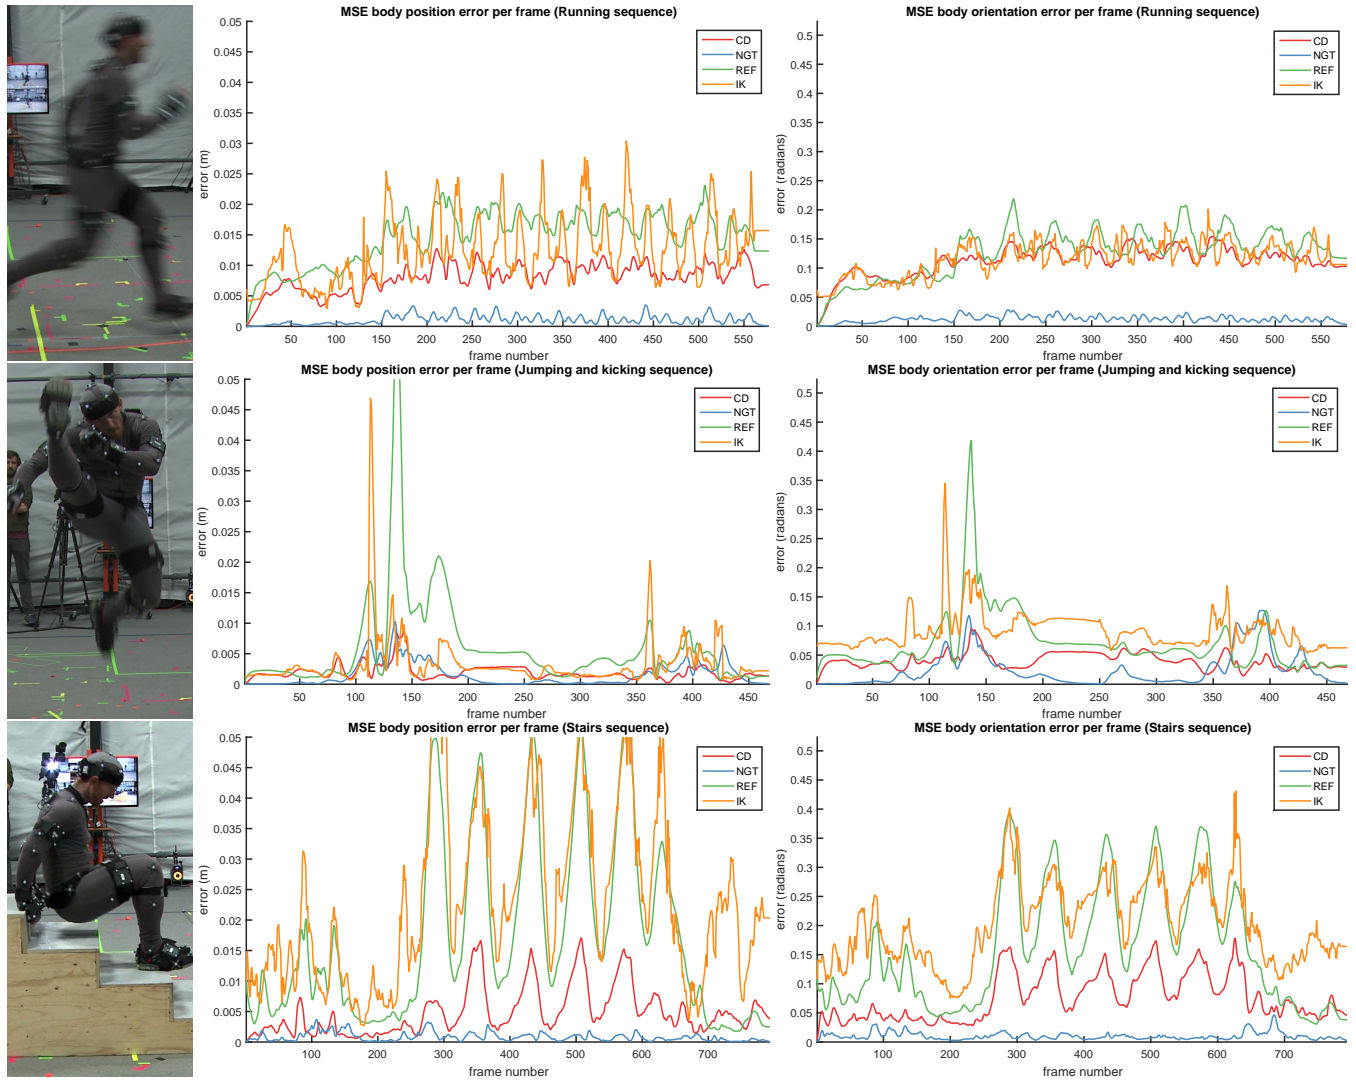 MSE body position error per frame (Running sequence)
0.05
0.045
0.04
0.035
0.03
0.025
0.02
0.015
0.01
0.005
0
error (m)
50 100 150 200 250 300 350 400 450 500 550
frame number
CD
NGT
REF
IK
MSE body orientation error per frame (Running sequence)
0.5
0.45
0.4
0.35
0.3
0.25
0.2
0.15
0.1
0.05
0
error (radians)
50 100 150 200 250 300 350 400 450 500 550
frame number
CD
NGT
REF
IK
MSE body position error per frame (Jumping and kicking sequence)
0.05
0.045
0.04
0.035
0.03
0.025
0.02
0.015
0.01
0.005
0
error (m)
50 100 150 200 250 300 350 400 450
frame number
CD
NGT
REF
IK
MSE body orientation error per frame (Jumping and kicking sequence)
0.5
0.45
0.4
0.35
0.3
0.25
0.2
0.15
0.1
0.05
0
error (radians)
50 100 150 200 250 300 350 400 450
frame number
CD
NGT
REF
IK
MSE body position error per frame (Stairs sequence)
0.05
0.045
0.04
0.035
0.03
0.025
0.02
0.015
0.01
0.005
0
error (m)
100 200 300 400 500 600 700
frame number
CD
NGT
REF
IK
MSE body orientation error per frame (Stairs sequence)
0.5
0.45
0.4
0.35
0.3
0.25
0.2
0.15
0.1
0.05
0
error (radians)
100 200 300 400 500 600 700
frame number
CD
NGT
REF
IK